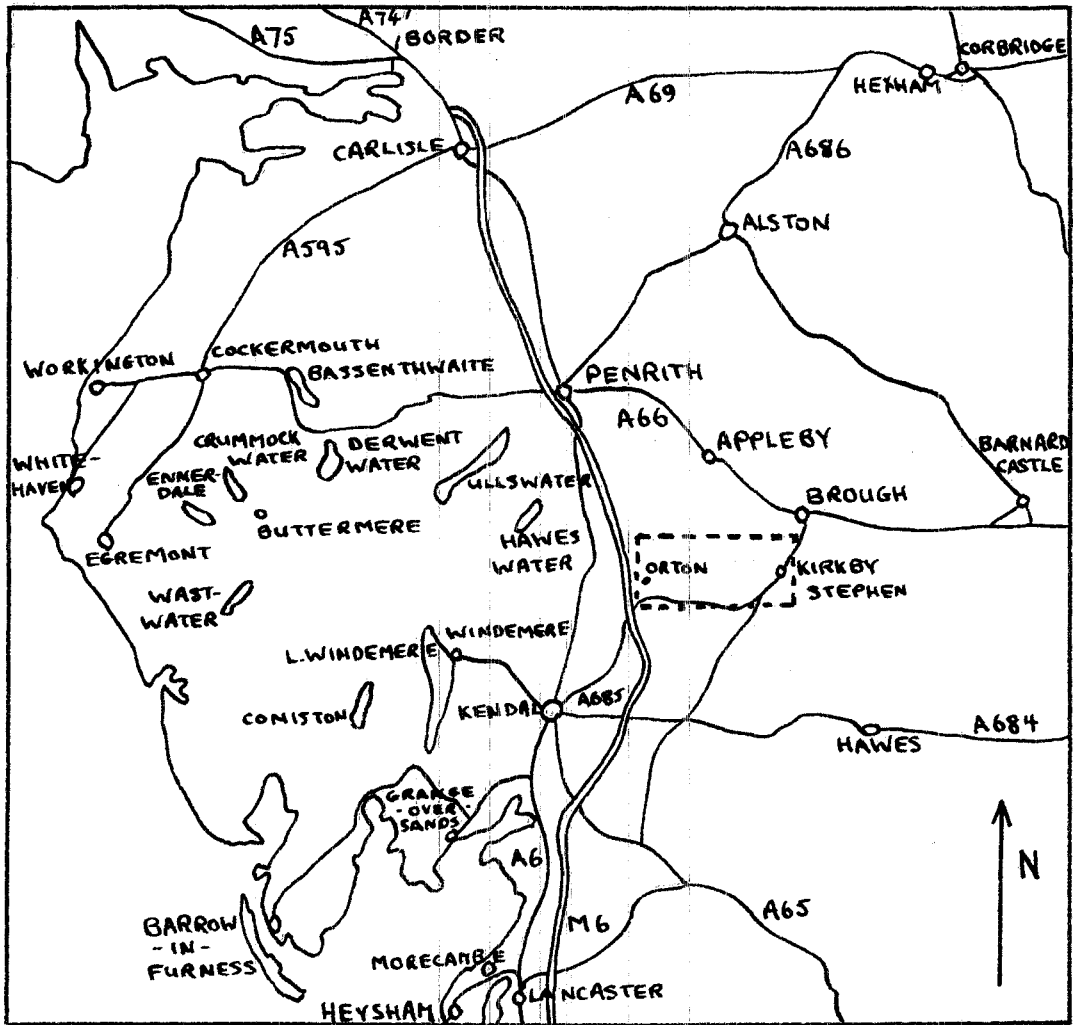 A74
A75
BORDER
CORBRIDGE
HEXHAM
A69
CARLISLE
A686
ALSTON
A595
WORKINGTON
COCKERMOUTH
BASSENTHWAITE
PENRITH
A66
APPLEBY
CRUMMOCK
WATER
DERWENT
WATER
BARNARD
CASTLE
WHITE-
HAVEN
ENNER-
DALE
ULLSWATER
BROUGH
BUTTERMERE
EGREMONT
HAWES
WATER
ORTON
KIRKBY
STEPHEN
WAST-
WATER
WINDEMERE
L.WINDEMERE
CONISTON
KENDAL
A685
A684
HAWES
GRANGE
-OVER-
SANDS
A6
N
BARROW
-IN-
FURNESS
M6
A65
MORECAMBE
HEYSHAM
LANCASTER